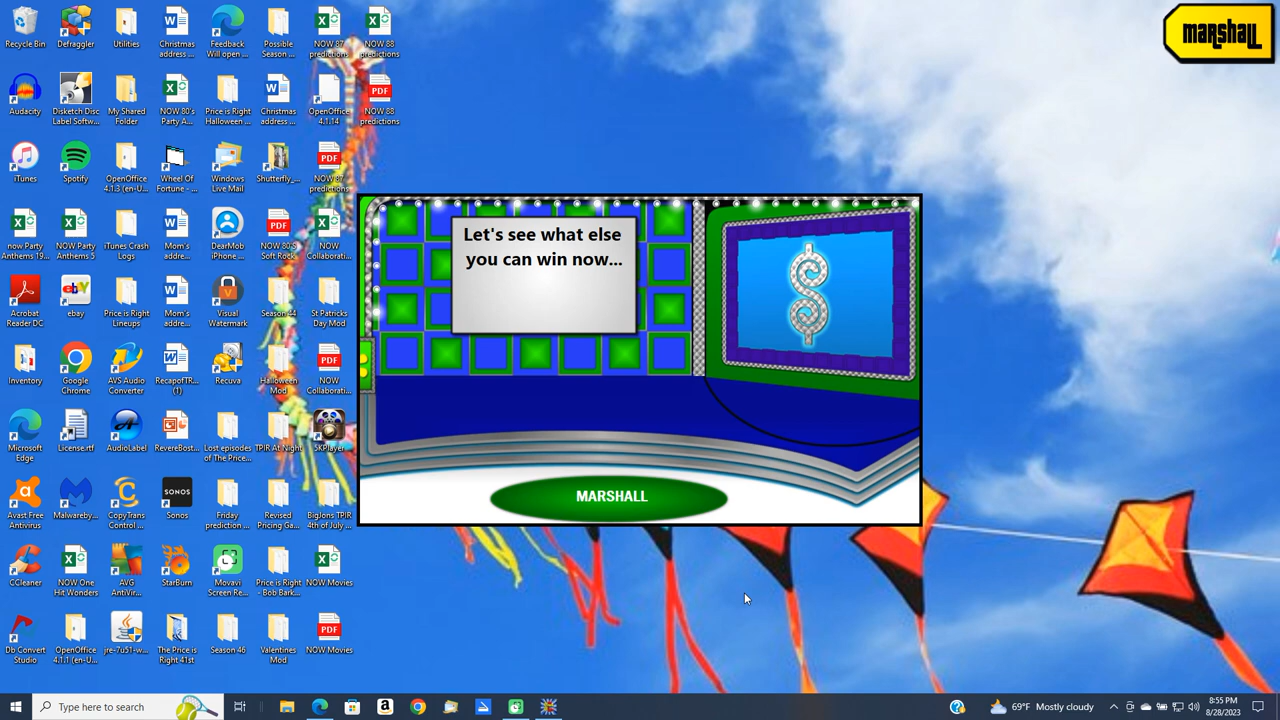 Recycle Bin
Defraggler
Utilities
Christmas
address ...
Feedback
Will open ...
Possible
Season ...
NOW 87
predictions
NOW 88
predictions
marshall
Audacity
Disketch Disc
Label Softw...
My Shared
Folder
NOW 80's
Party A...
Price is Right
Halloween ...
Christmas
address ...
OpenOffice
4.1.14
NOW 88
predictions
iTunes
Spotify
OpenOffice
4.1.3 (en-U...
Wheel Of
Fortune - ...
Windows
Live Mail
Shutterfly_...
NOW 87
predictions
now Party
Anthems 19...
NOW Party
Anthems 5
iTunes Crash
Logs
Mom's
addre...
DearMob
iPhone ...
NOW 80'S
Soft Rock
NOW
Collaborati...
Let's see what else
you can win now...
Acrobat
Reader DC
ebay
Price is Right
Lineups
Mom's
addre...
Visual
Watermark
Season 44
St Patricks
Day Mod
Inventory
Google
Chrome
AVS Audio
Converter
RecapofTR...
(1)
Recuva
Halloween
Mod
NOW
Collaborati...
Microsoft
Edge
License.rtf
AudioLabel
RevereBost...
Lost episodes
of The Price...
TPIR At Night
5KPlayer
MARSHALL
Avast Free
Antivirus
Malwareby...
CopyTrans
Control ...
SONOS
Sonos
Friday
prediction ...
Revised
Pricing Ga...
BigJons TPIR
4th of July ...
CCleaner
NOW One
Hit Wonders
AVG
AntiVir...
StarBurn
Movavi
Screen Re...
Price is Right
- Bob Bark...
NOW Movies
Db Convert
Studio
OpenOffice
4.1.1 (en-U...
jre-7u51-w...
The Price is
Right 41st
Season 46
Valentines
Mod
NOW Movies
Type here to search
69°F Mostly cloudy
8:55 PM
8/28/2023